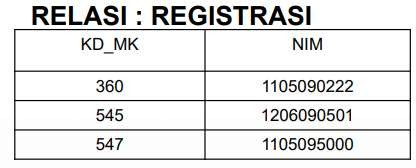 RELASI : REGISTRASI
KD_MK NIM
360 1105090222
545 1206090501
547 1105095000